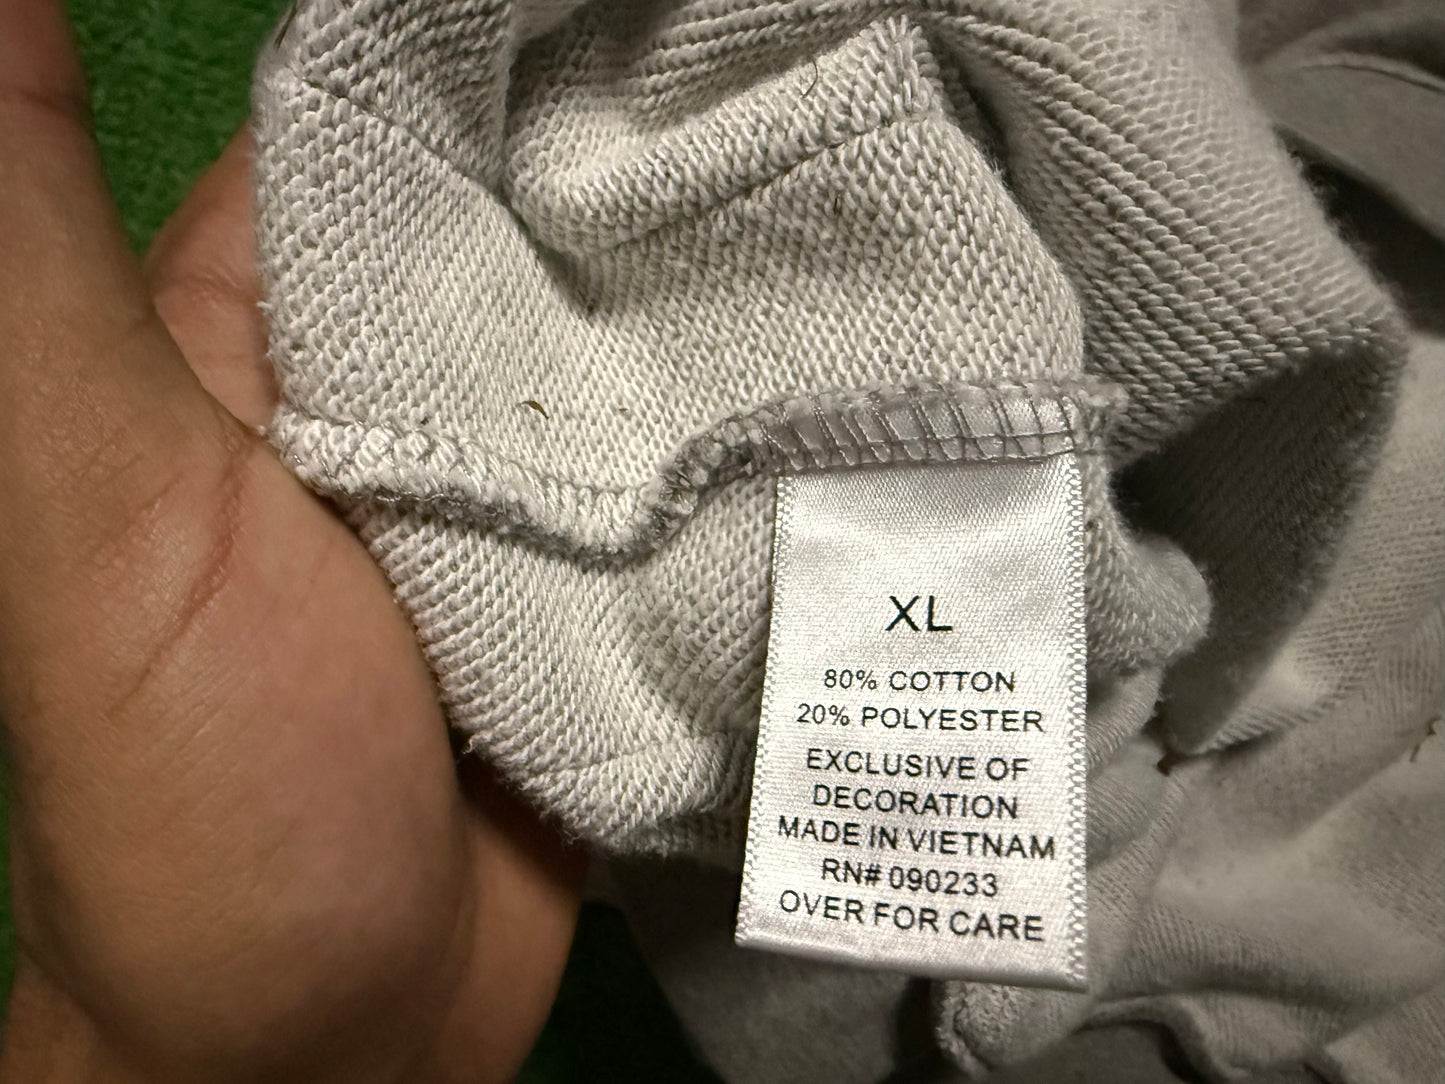 XL
80% COTTON
20% POLYESTER
EXCLUSIVE OF
DECORATION
MADE IN VIETNAM
RN# 090233
OVER FOR CARE